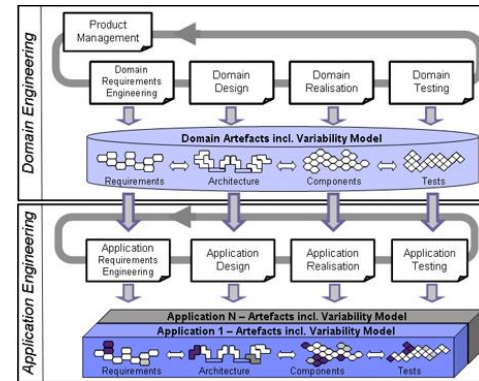 Domain Engineering
Product
Management
Domain
Requirements
Engineering
Domain
Design
Domain
Realisation
Domain
Testing
Domain Artefacts incl. Variability Model
Requirements
Architecture
Components
Tests
Application Engineering
Application
Requirements
Engineering
Application
Design
Application
Realisation
Application
Testing
Application N – Artefacts incl. Variability Model
Application 1 – Artefacts incl. Variability Model
Requirements
Architecture
Components
Tests